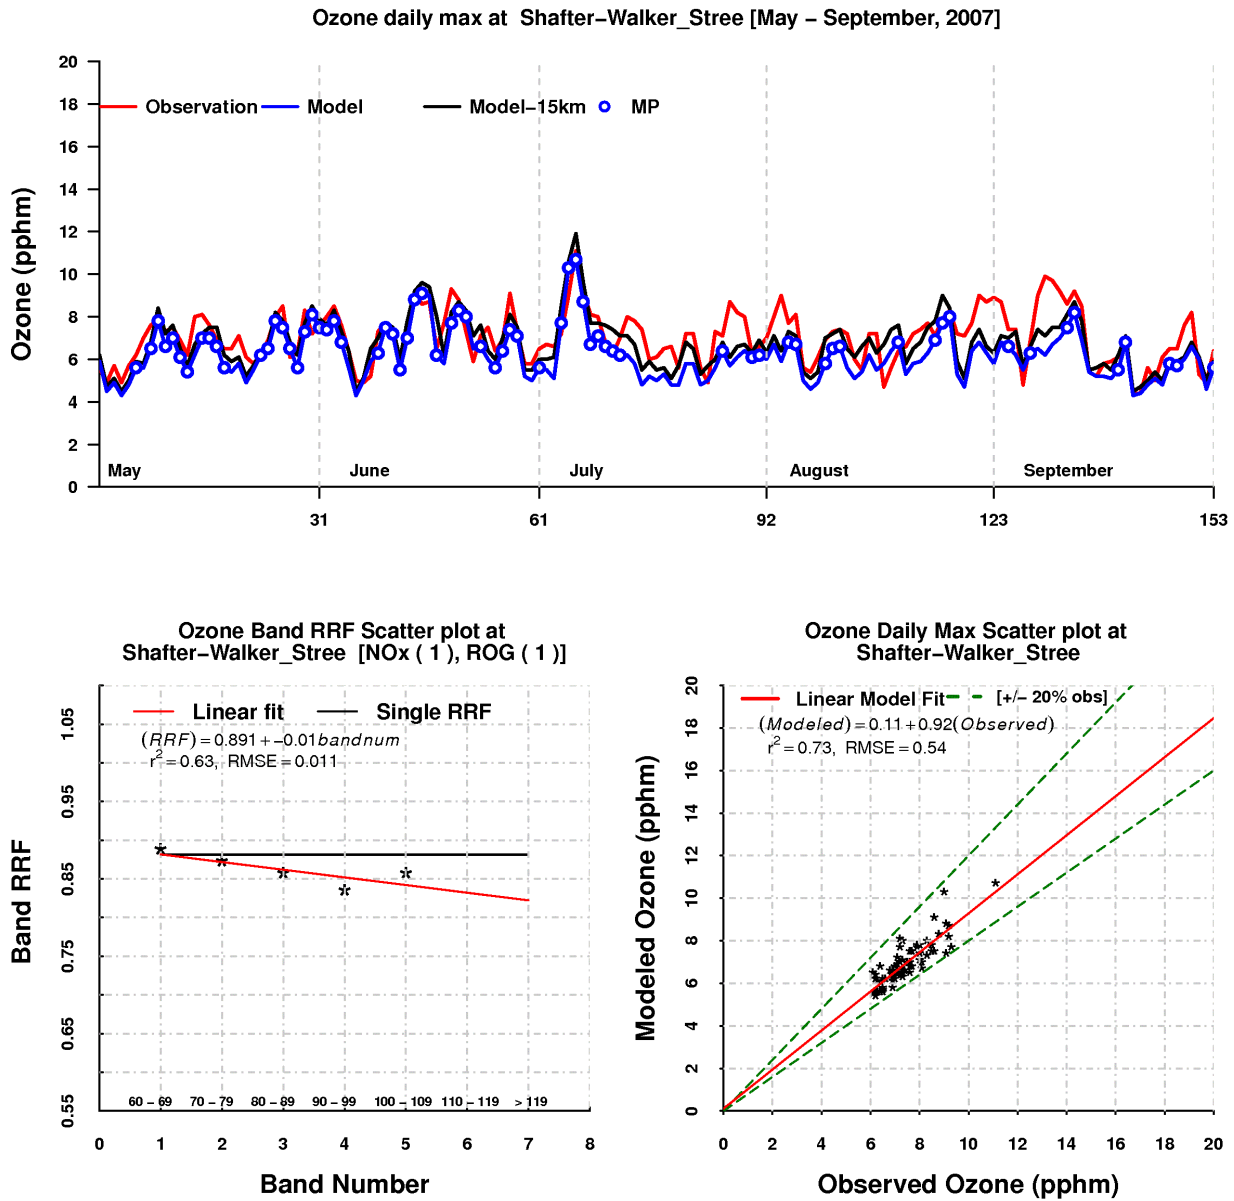 Ozone daily max at  Shafter−Walker_Stree [May − September, 2007]
20
18
16
14
12
10
8
6
4
2
0
Ozone (pphm)
Observation Model Model−15km MP
May June July August September
31 61 92 123 153
Ozone Band RRF Scatter plot at
Shafter−Walker_Stree  [NOx ( 1 ), ROG ( 1 )]
Linear fit Single RRF
(RRF) = 0.891 + −0.01bandnum
r² = 0.63,  RMSE = 0.011
1.05
0.95
0.85
0.75
0.65
0.55
Band RRF
60 − 69 70 − 79 80 − 89 90 − 99 100 − 109 110 − 119 > 119
0 1 2 3 4 5 6 7 8
Band Number
Ozone Daily Max Scatter plot at
Shafter−Walker_Stree
Linear Model Fit [+/− 20% obs]
(Modeled) = 0.11 + 0.92(Observed)
r² = 0.73,  RMSE = 0.54
20
18
16
14
12
10
8
6
4
2
0
Modeled Ozone (pphm)
0 2 4 6 8 10 12 14 16 18 20
Observed Ozone (pphm)